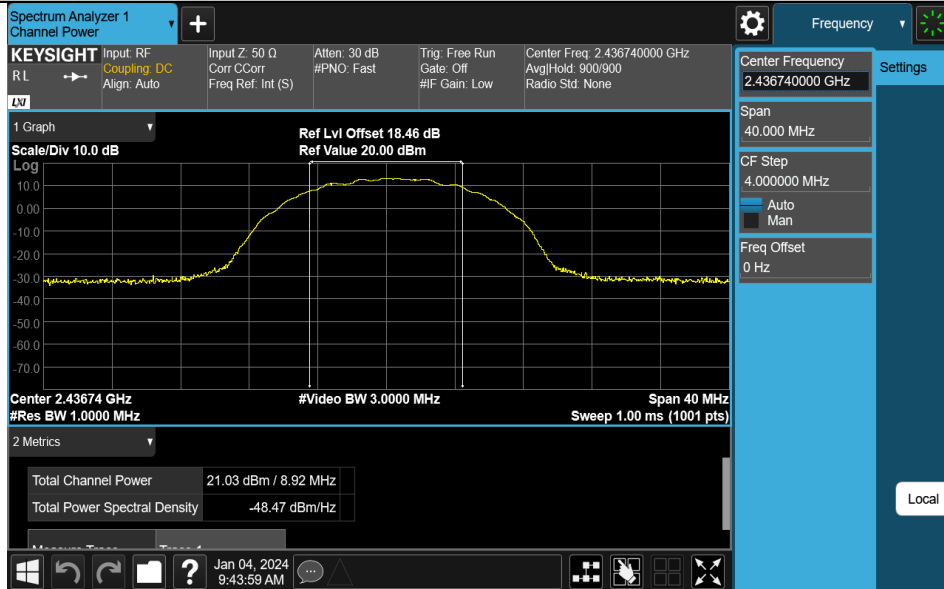 Spectrum Analyzer 1
Channel Power
+
Frequency
KEYSIGHT
RL
LXI
Input: RF
Coupling: DC
Align: Auto
Input Z: 50 Ω
Corr CCorr
Freq Ref: Int (S)
Atten: 30 dB
#PNO: Fast
Trig: Free Run
Gate: Off
#IF Gain: Low
Center Freq: 2.436740000 GHz
Avg|Hold: 900/900
Radio Std: None
Center Frequency
2.436740000 GHz
Settings
Span
40.000 MHz
CF Step
4.000000 MHz
Auto
Man
Freq Offset
0 Hz
1 Graph
Scale/Div 10.0 dB
Ref Lvl Offset 18.46 dB
Ref Value 20.00 dBm
Log
10.0
0.00
-10.0
-20.0
-30.0
-40.0
-50.0
-60.0
-70.0
Center 2.43674 GHz
#Video BW 3.0000 MHz
Span 40 MHz
#Res BW 1.0000 MHz
Sweep 1.00 ms (1001 pts)
2 Metrics
Total Channel Power 21.03 dBm / 8.92 MHz
Total Power Spectral Density -48.47 dBm/Hz
Local
?
Jan 04, 2024
9:43:59 AM